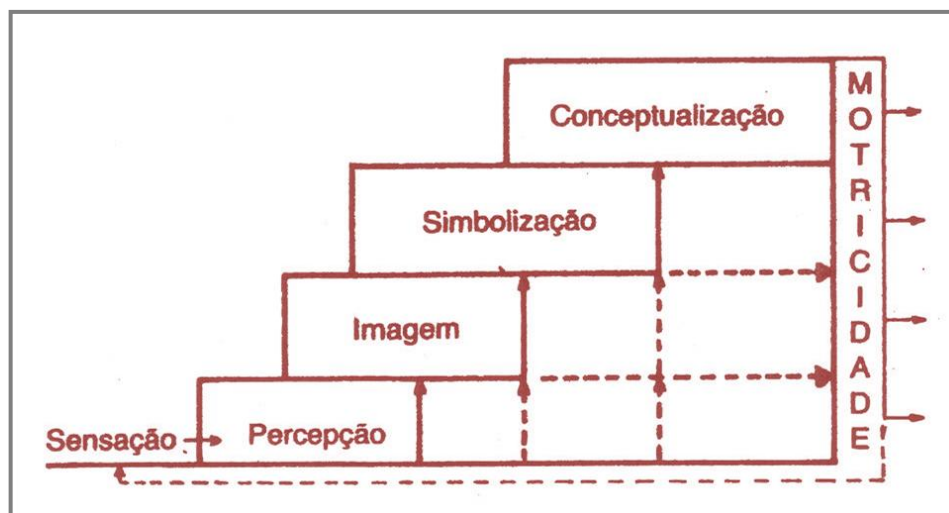 Conceptualização
Simbolização
Imagem
Sensação
Percepção
MOTRICIDADE